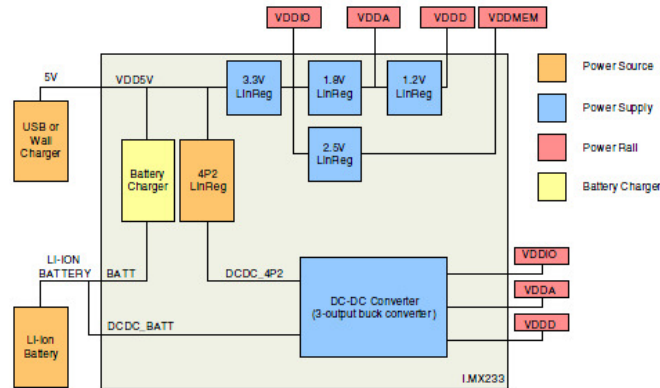 VDDIO
VDDA
VDDD
VDDMEM
5V
VDD5V
3.3V
LinReg
1.8V
LinReg
1.2V
LinReg
Power Source
USB or
Wall
Charger
Power Supply
2.5V
LinReg
Power Rail
Battery
Charger
4P2
LinReg
Battery Charger
LI-ION
BATTERY
BATT
DCDC_4P2
VDDIO
DC-DC Converter
(3-output buck converter)
VDDA
DCDC_BATT
VDDD
Li-Ion
Battery
I.MX233